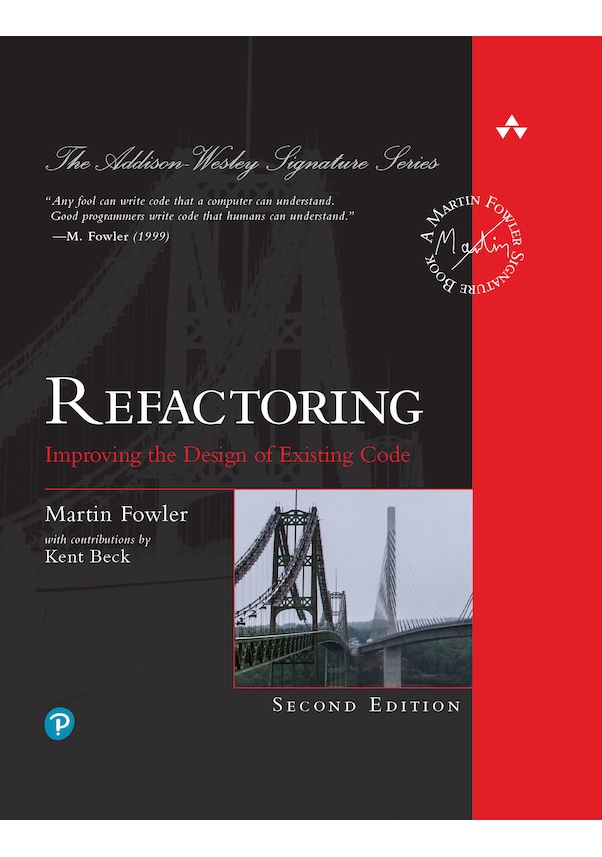 The Addison-Wesley Signature Series
“Any fool can write code that a computer can understand.
Good programmers write code that humans can understand.”
—M. Fowler (1999)
A MARTIN FOWLER SIGNATURE BOOK
Martin
REFACTORING
Improving the Design of Existing Code
Martin Fowler
with contributions by
Kent Beck
SECOND EDITION
P